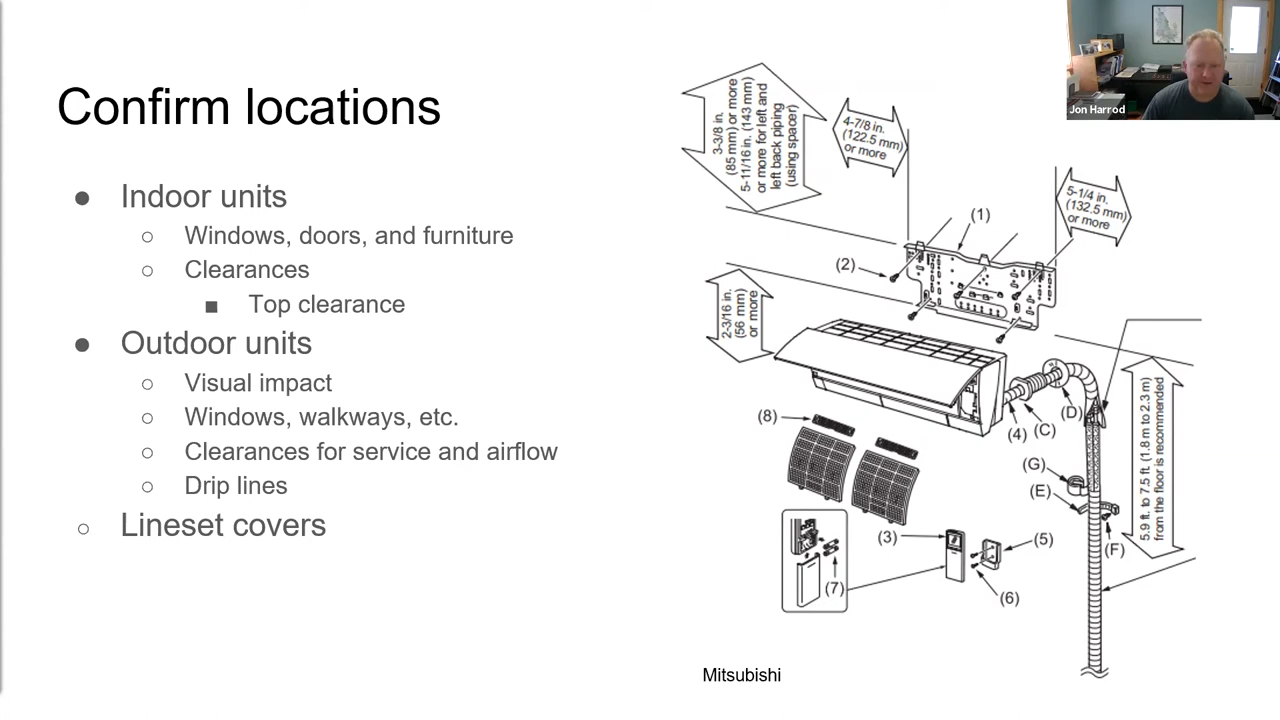 Confirm locations
● Indoor units
○ Windows, doors, and furniture
○ Clearances
■ Top clearance
● Outdoor units
○ Visual impact
○ Windows, walkways, etc.
○ Clearances for service and airflow
○ Drip lines
○ Lineset covers
3-3/8 in.
(85 mm) or more
5-11/16 in. (143 mm)
or more for left and
left back piping
(using spacer)
4-7/8 in.
(122.5 mm)
or more
5-1/4 in.
(132.5 mm)
or more
(1)
(2)
2-3/16 in.
(56 mm)
or more
(D)
(C)
(4)
(8)
(G)
(E)
(F)
5.9 ft. to 7.5 ft. (1.8 m to 2.3 m)
from the floor is recommended
(3)
(5)
(7)
(6)
Mitsubishi
Jon Harrod